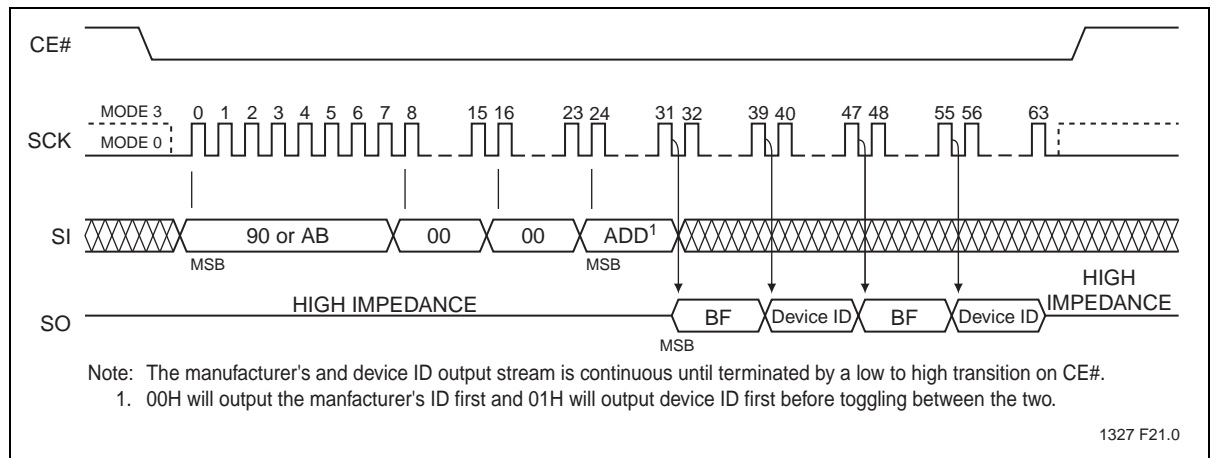 CE#
MODE 3 0 1 2 3 4 5 6 7 8 15 16 23 24 31 32 39 40 47 48 55 56 63
SCK MODE 0
SI 90 or AB 00 00 ADD1
MSB MSB
HIGH IMPEDANCE HIGH IMPEDANCE
SO BF Device ID BF Device ID
MSB
Note: The manufacturer's and device ID output stream is continuous until terminated by a low to high transition on CE#.
1. 00H will output the manfacturer's ID first and 01H will output device ID first before toggling between the two.
1327 F21.0